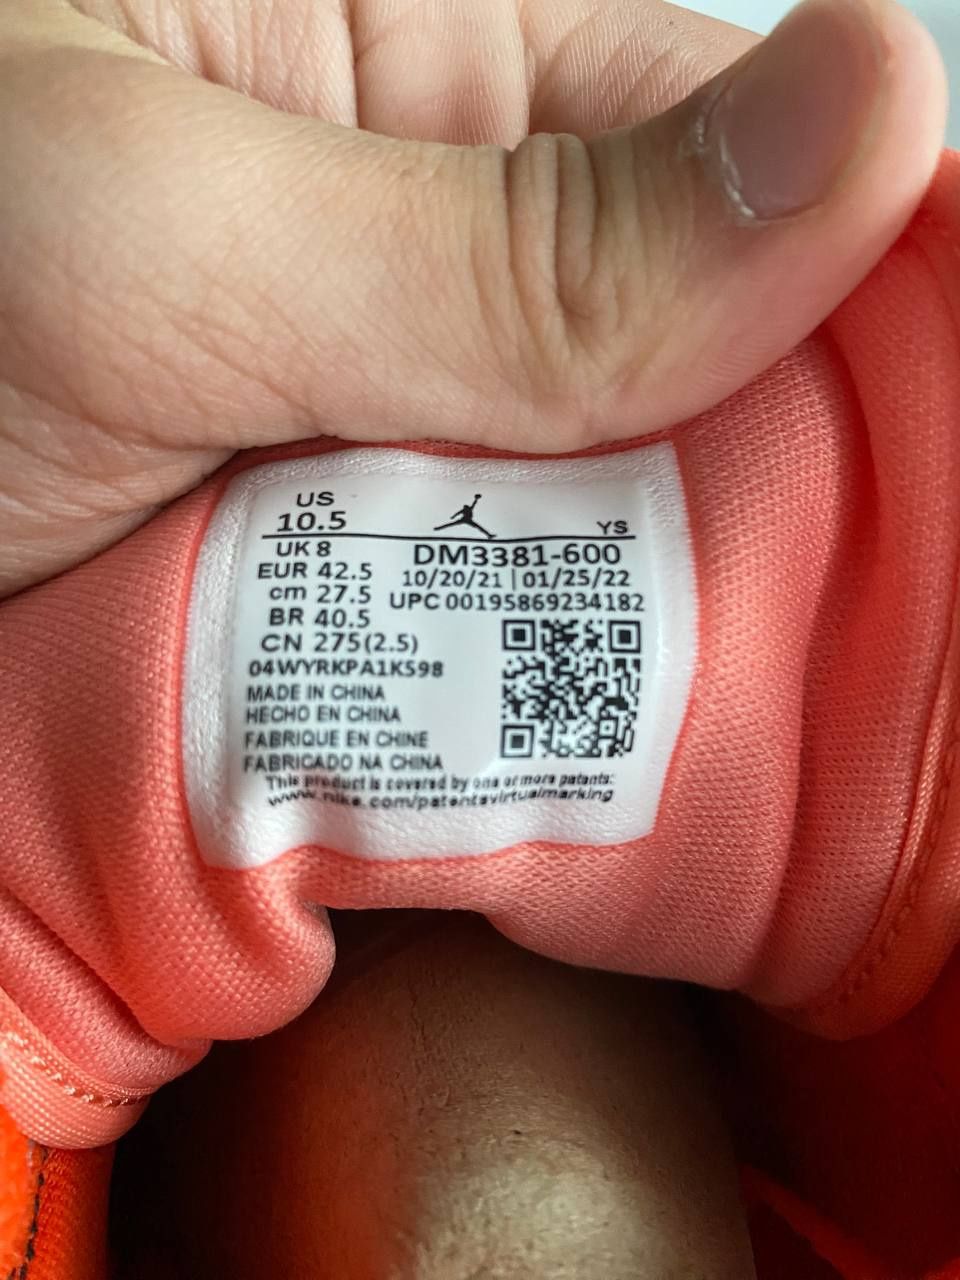 US
10.5
YS
UK 8
DM3381-600
EUR 42.5
10/20/21 | 01/25/22
cm 27.5
UPC 00195869234182
BR 40.5
CN 275(2.5)
04WYRKPA1K598
MADE IN CHINA
HECHO EN CHINA
FABRIQUE EN CHINE
FABRICADO NA CHINA
This product is covered by one or more patents:
www.nike.com/patentsvirtualmarking